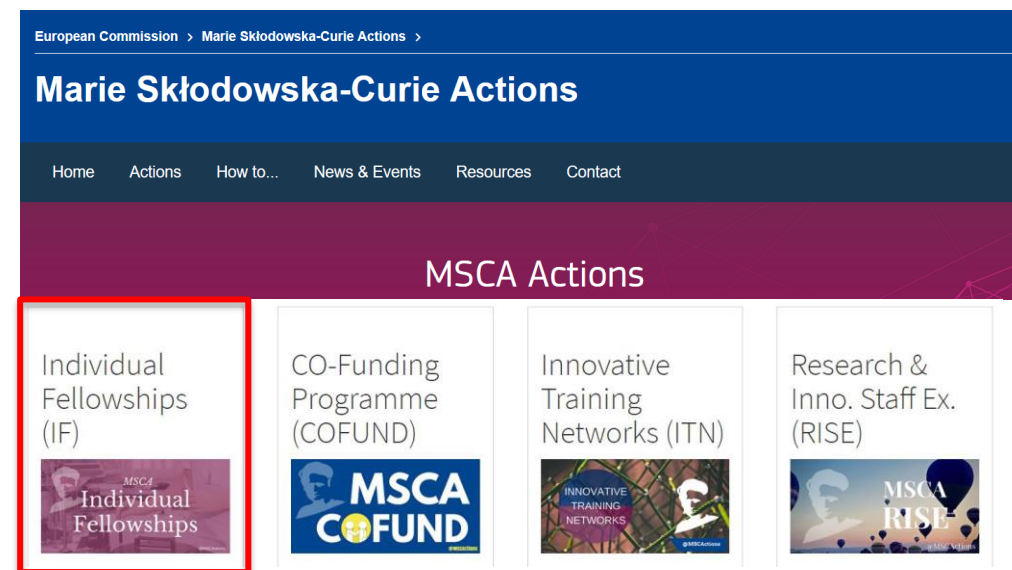 European Commission > Marie Skłodowska-Curie Actions >
Marie Skłodowska-Curie Actions
Home Actions How to... News & Events Resources Contact
MSCA Actions
Individual
Fellowships
(IF)
MSCA
Individual
Fellowships
CO-Funding
Programme
(COFUND)
MSCA
COFUND
@MSCActions
Innovative
Training
Networks (ITN)
INNOVATIVE
TRAINING
NETWORKS
@MSCActions
Research &
Inno. Staff Ex.
(RISE)
MSCA
RISE
@MSCActions